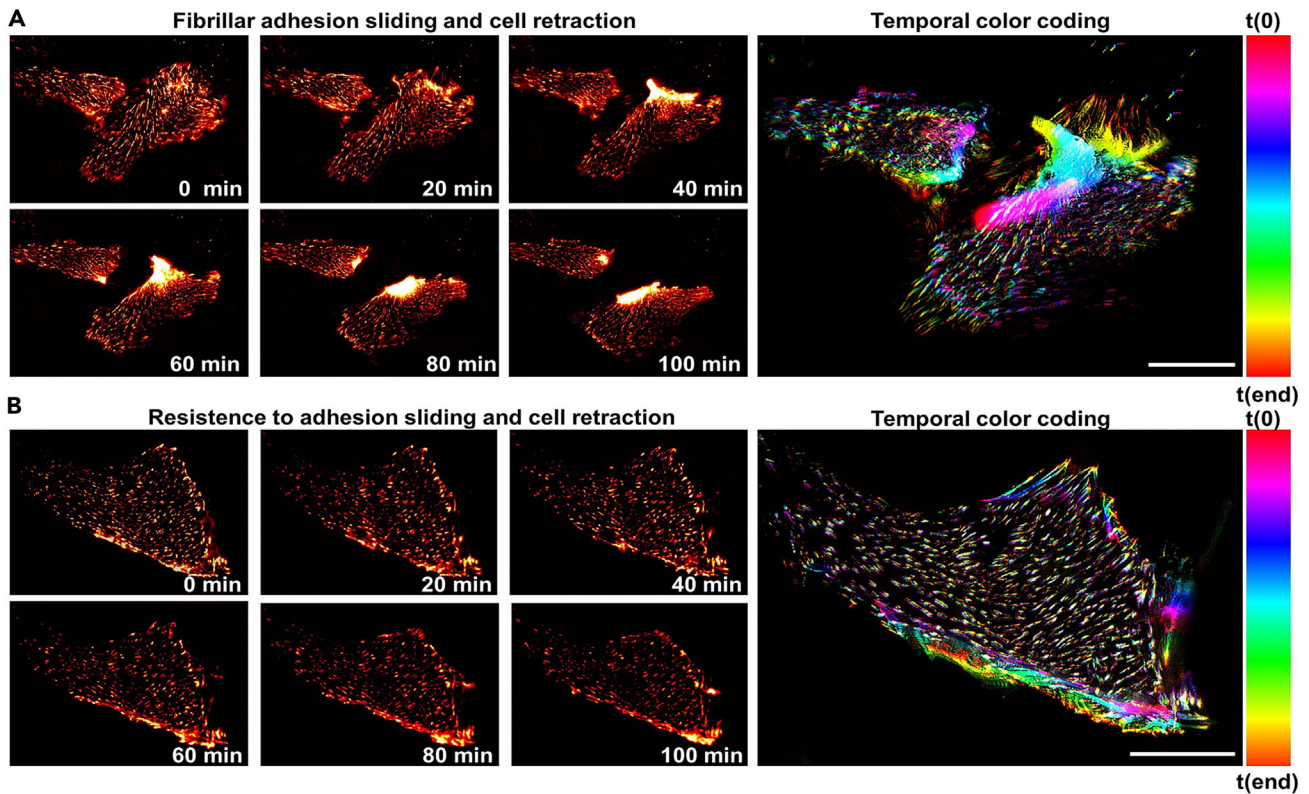 A
Fibrillar adhesion sliding and cell retraction
Temporal color coding
t(0)
0 min
20 min
40 min
60 min
80 min
100 min
t(end)
B
Resistence to adhesion sliding and cell retraction
Temporal color coding
t(0)
0 min
20 min
40 min
60 min
80 min
100 min
t(end)